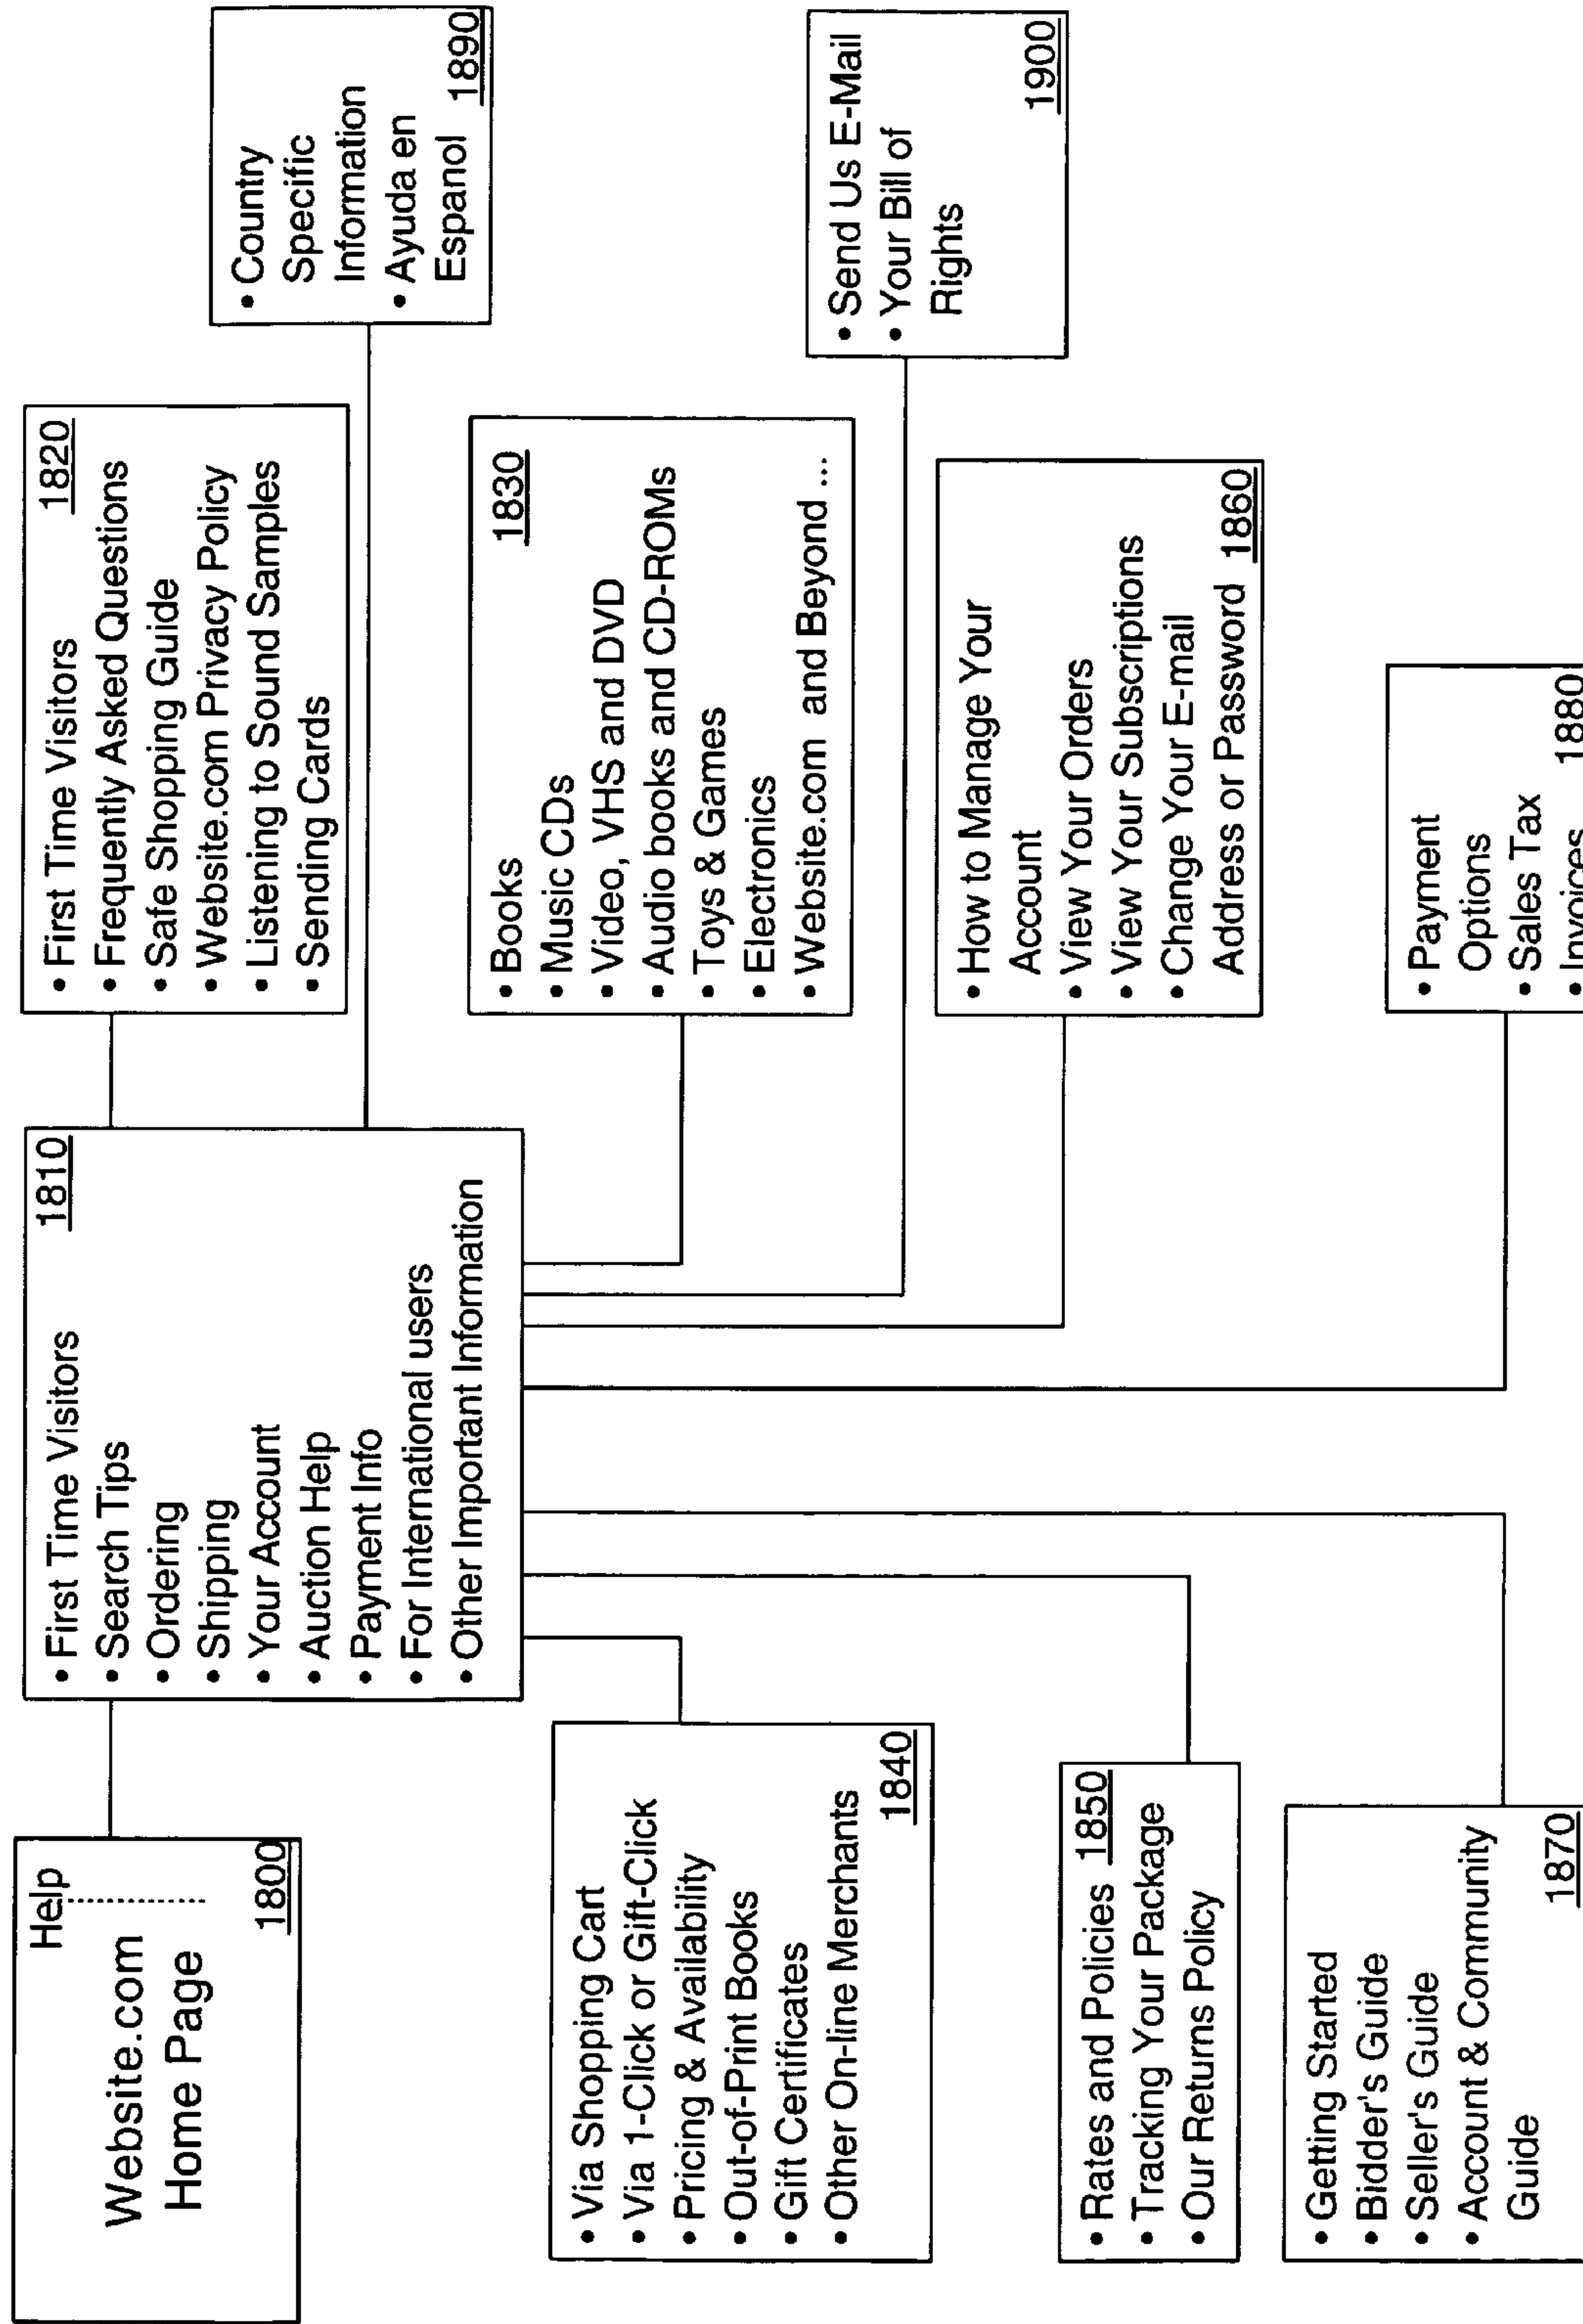 Help
Website.com
Home Page
1800
• First Time Visitors
1810
• Search Tips
• Ordering
• Shipping
• Your Account
• Auction Help
• Payment Info
• For International users
• Other Important Information
• First Time Visitors
1820
• Frequently Asked Questions
• Safe Shopping Guide
• Website.com Privacy Policy
• Listening to Sound Samples
• Sending Cards
• Country
Specific
Information
• Ayuda en
Espanol
1890
• Books
1830
• Music CDs
• Video, VHS and DVD
• Audio books and CD-ROMs
• Toys & Games
• Electronics
• Website.com and Beyond ...
• Via Shopping Cart
• Via 1-Click or Gift-Click
• Pricing & Availability
• Out-of-Print Books
• Gift Certificates
• Other On-line Merchants
1840
• Send Us E-Mail
• Your Bill of
Rights
1900
• How to Manage Your
Account
• View Your Orders
• View Your Subscriptions
• Change Your E-mail
Address or Password 1860
• Rates and Policies 1850
• Tracking Your Package
• Our Returns Policy
• Getting Started
• Bidder's Guide
• Seller's Guide
• Account & Community
Guide
1870
• Payment
Options
• Sales Tax
• Invoices 1880